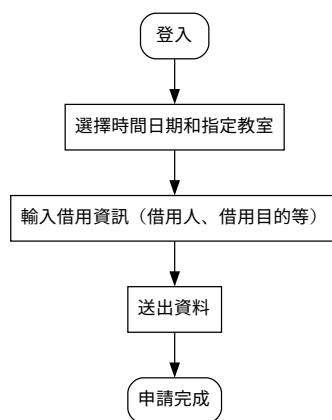 登入
選擇時間日期和指定教室
輸入借用資訊（借用人、借用目的等）
送出資料
申請完成